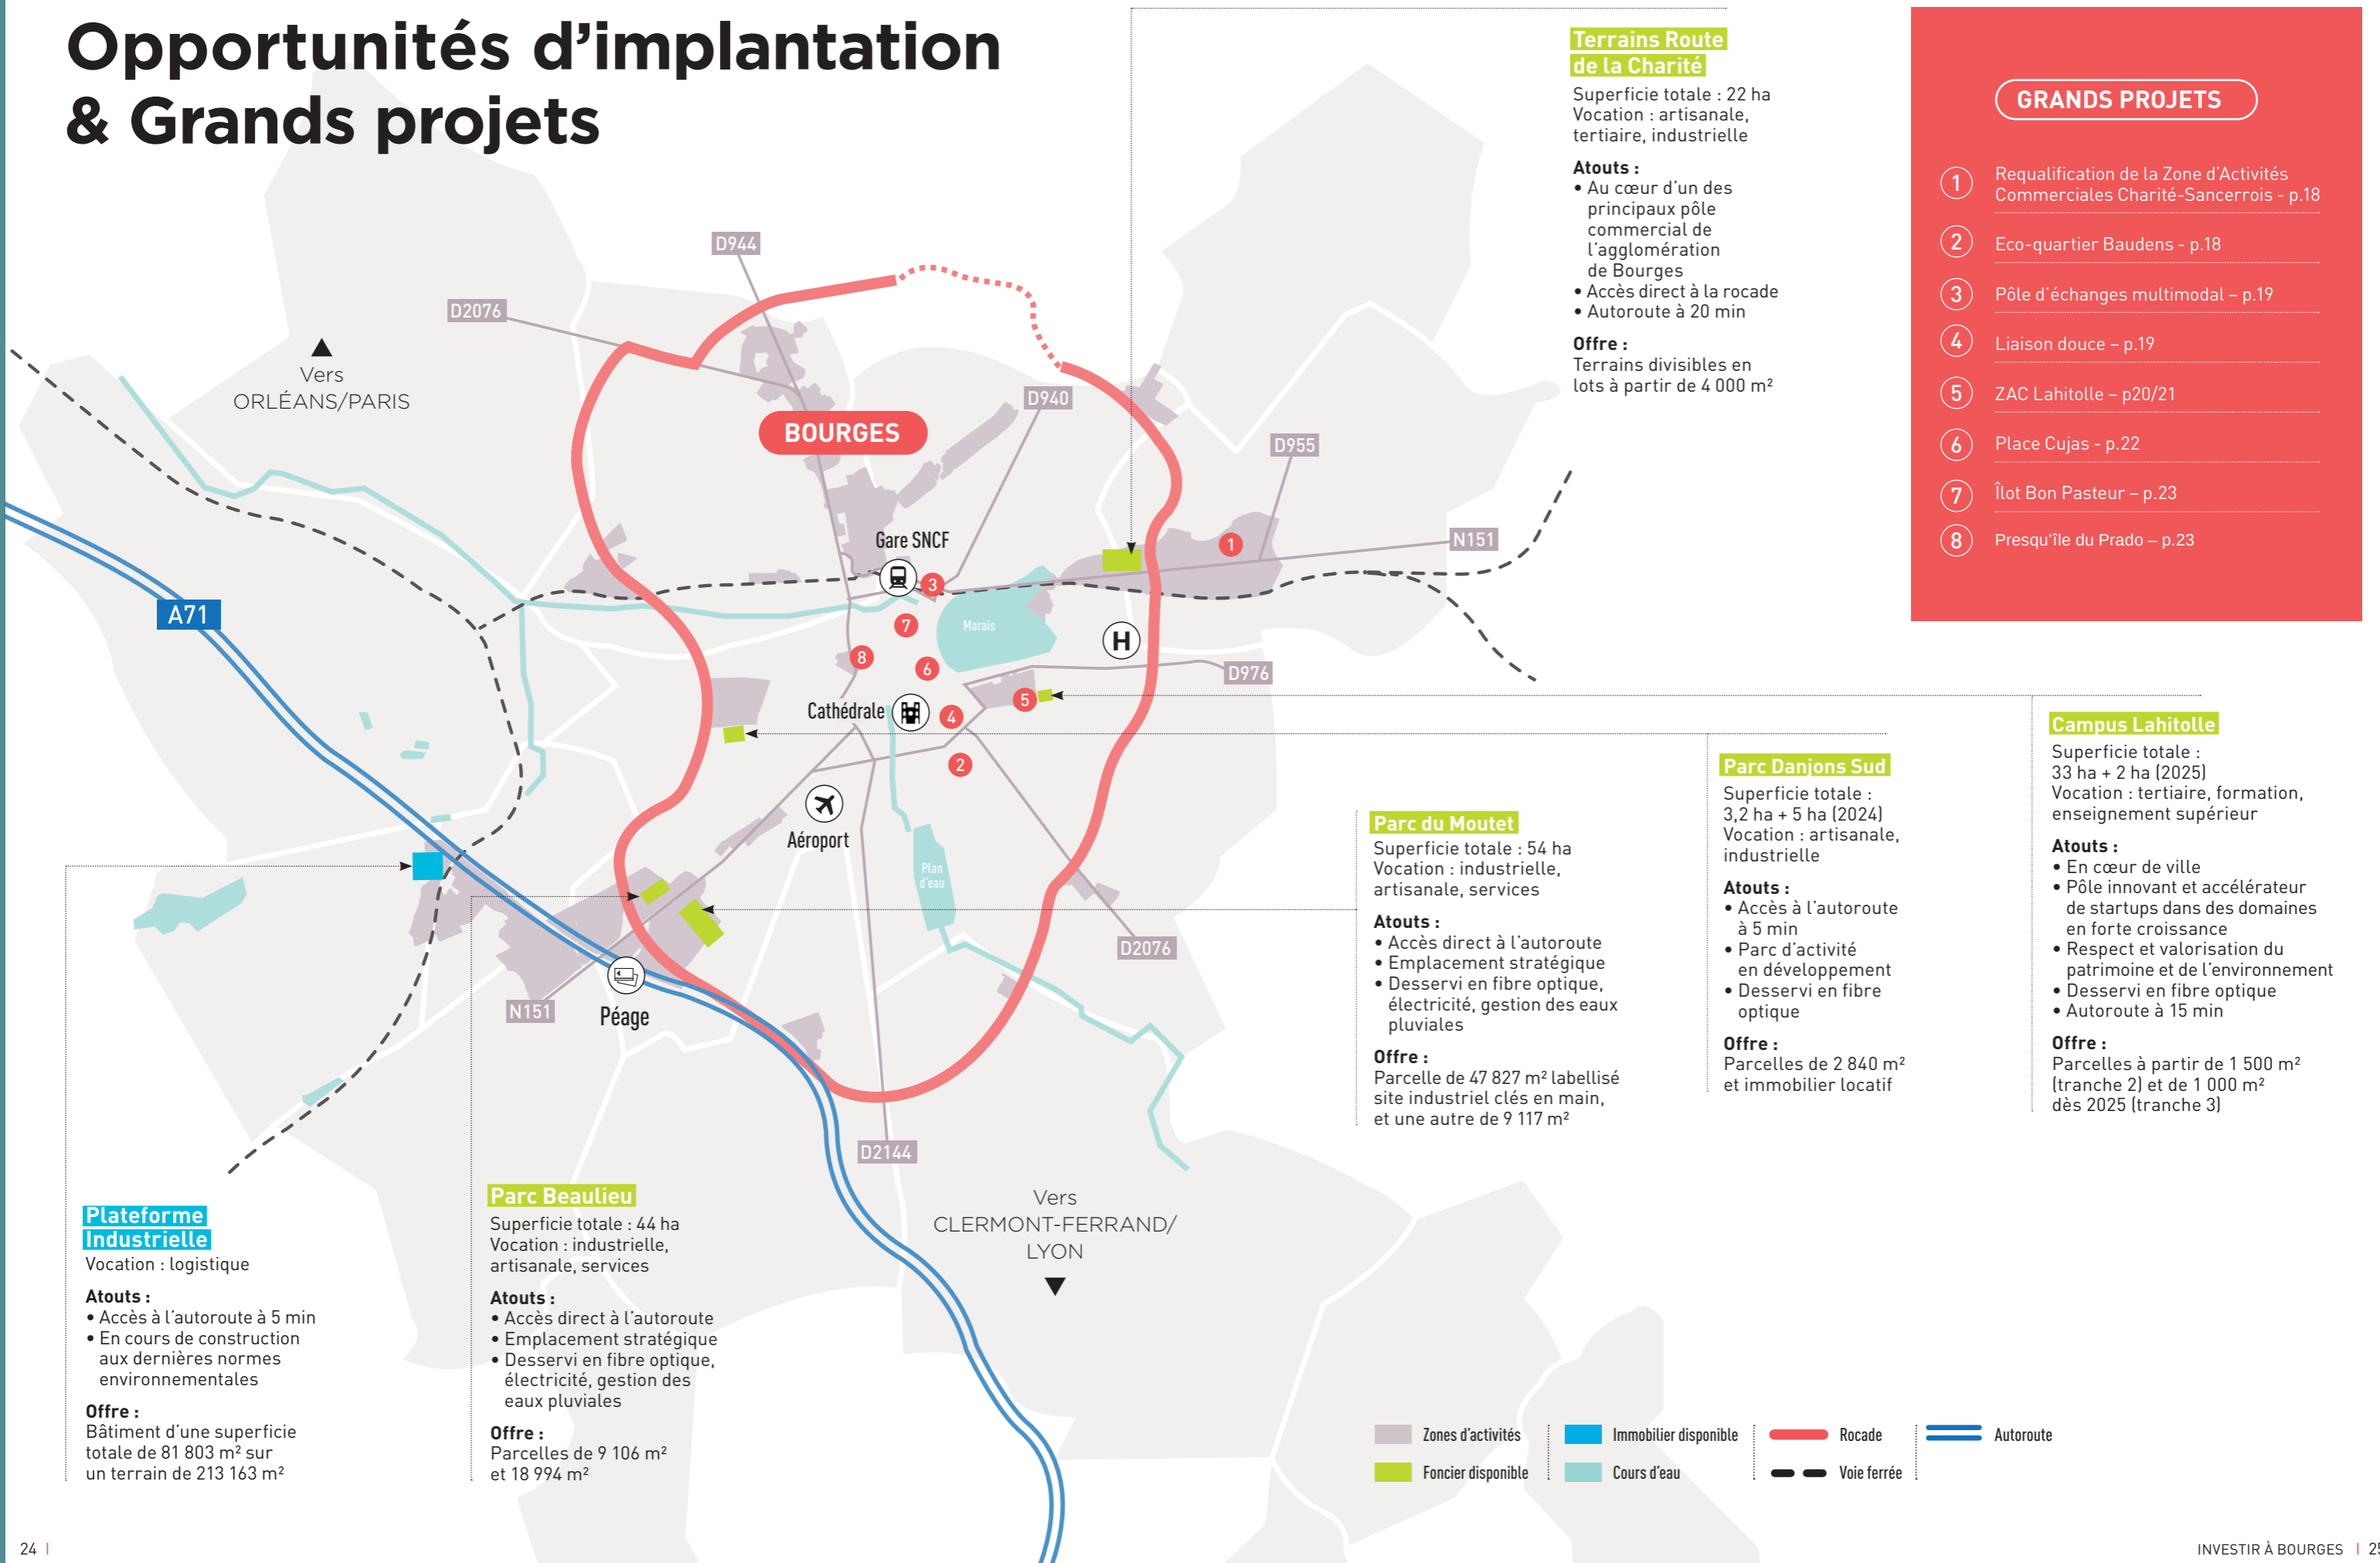 Opportunités d’implantation
& Grands projets
Terrains Route
de la Charité
Superficie totale : 22 ha
Vocation : artisanale,
tertiaire, industrielle
Atouts :
• Au cœur d’un des
principaux pôle
commercial de
l’agglomération
de Bourges
• Accès direct à la rocade
• Autoroute à 20 min
Offre :
Terrains divisibles en
lots à partir de 4 000 m²
GRANDS PROJETS
1 Requalification de la Zone d’Activités
Commerciales Charité-Sancerrois - p.18
2 Eco-quartier Baudens - p.18
3 Pôle d’échanges multimodal – p.19
4 Liaison douce – p.19
5 ZAC Lahitolle – p20/21
6 Place Cujas - p.22
7 Îlot Bon Pasteur – p.23
8 Presqu’île du Prado – p.23
D944
D2076
Vers
ORLÉANS/PARIS
D940
BOURGES
D955
N151
Gare SNCF
1
3
A71
7
Marais
H
8
6
D976
5
Cathédrale
4
2
Aéroport
Plan
d’eau
D2076
N151
Péage
D2144
Vers
CLERMONT-FERRAND/
LYON
Campus Lahitolle
Superficie totale :
33 ha + 2 ha (2025)
Vocation : tertiaire, formation,
enseignement supérieur
Atouts :
• En cœur de ville
• Pôle innovant et accélérateur
de startups dans des domaines
en forte croissance
• Respect et valorisation du
patrimoine et de l’environnement
• Desservi en fibre optique
• Autoroute à 15 min
Offre :
Parcelles à partir de 1 500 m²
(tranche 2) et de 1 000 m²
dès 2025 (tranche 3)
Parc Danjons Sud
Superficie totale :
3,2 ha + 5 ha (2024)
Vocation : artisanale,
industrielle
Atouts :
• Accès à l’autoroute
à 5 min
• Parc d’activité
en développement
• Desservi en fibre
optique
Offre :
Parcelles de 2 840 m²
et immobilier locatif
Parc du Moutet
Superficie totale : 54 ha
Vocation : industrielle,
artisanale, services
Atouts :
• Accès direct à l’autoroute
• Emplacement stratégique
• Desservi en fibre optique,
électricité, gestion des eaux
pluviales
Offre :
Parcelle de 47 827 m² labellisé
site industriel clés en main,
et une autre de 9 117 m²
Plateforme
Industrielle
Vocation : logistique
Atouts :
• Accès à l’autoroute à 5 min
• En cours de construction
aux dernières normes
environnementales
Offre :
Bâtiment d’une superficie
totale de 81 803 m² sur
un terrain de 213 163 m²
Parc Beaulieu
Superficie totale : 44 ha
Vocation : industrielle,
artisanale, services
Atouts :
• Accès direct à l’autoroute
• Emplacement stratégique
• Desservi en fibre optique,
électricité, gestion des
eaux pluviales
Offre :
Parcelles de 9 106 m²
et 18 994 m²
Zones d’activités
Foncier disponible
Immobilier disponible
Cours d’eau
Rocade
Voie ferrée
Autoroute
24 |
INVESTIR À BOURGES |